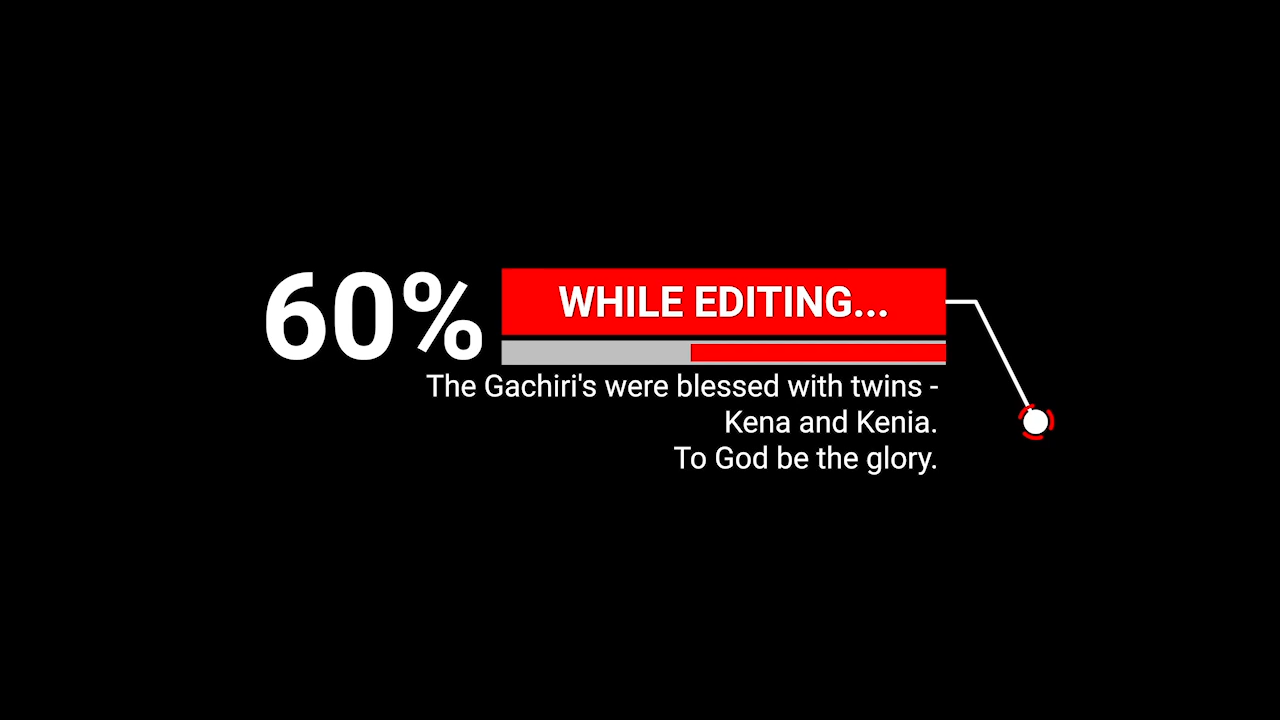 60%
WHILE EDITING...
The Gachiri's were blessed with twins -
Kena and Kenia.
To God be the glory.